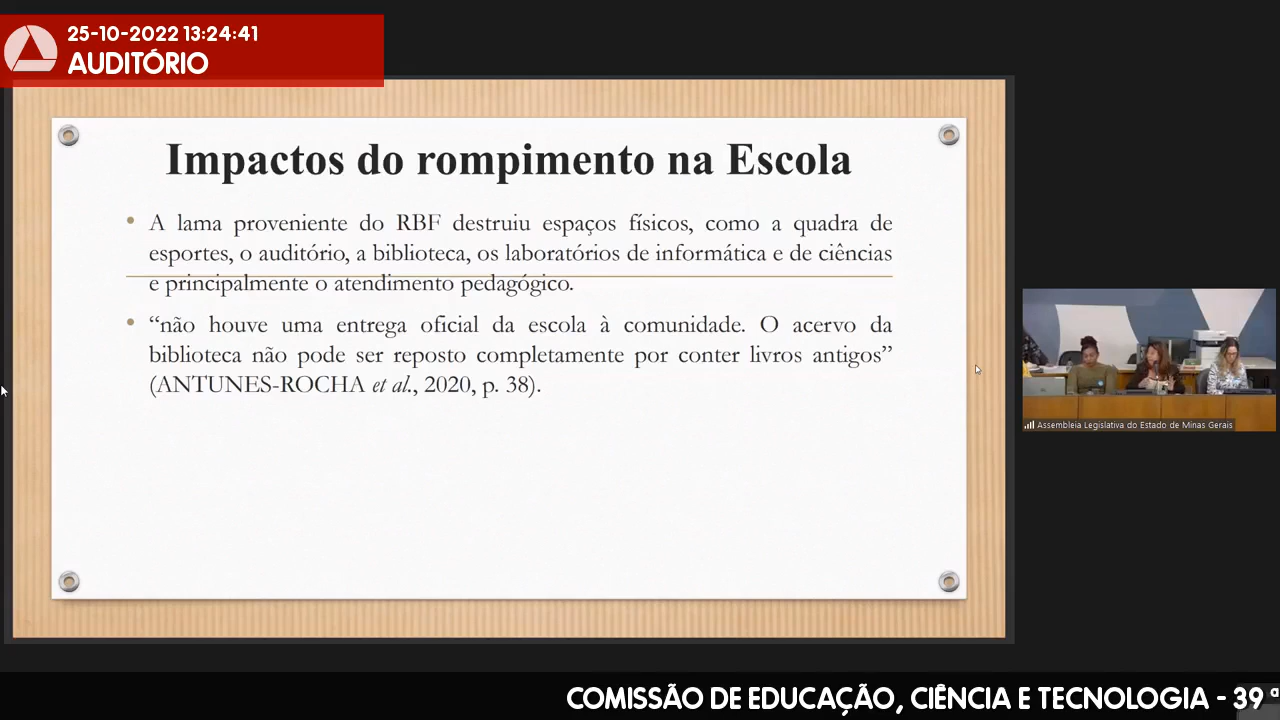 25-10-2022 13:24:41
AUDITÓRIO
Impactos do rompimento na Escola
• A lama proveniente do RBF destruiu espaços físicos, como a quadra de
esportes, o auditório, a biblioteca, os laboratórios de informática e de ciências
e principalmente o atendimento pedagógico.
• “não houve uma entrega oficial da escola à comunidade. O acervo da
biblioteca não pode ser reposto completamente por conter livros antigos”
(ANTUNES-ROCHA et al., 2020, p. 38).
Assembleia Legislativa do Estado de Minas Gerais
COMISSÃO DE EDUCAÇÃO, CIÊNCIA E TECNOLOGIA - 39 ª